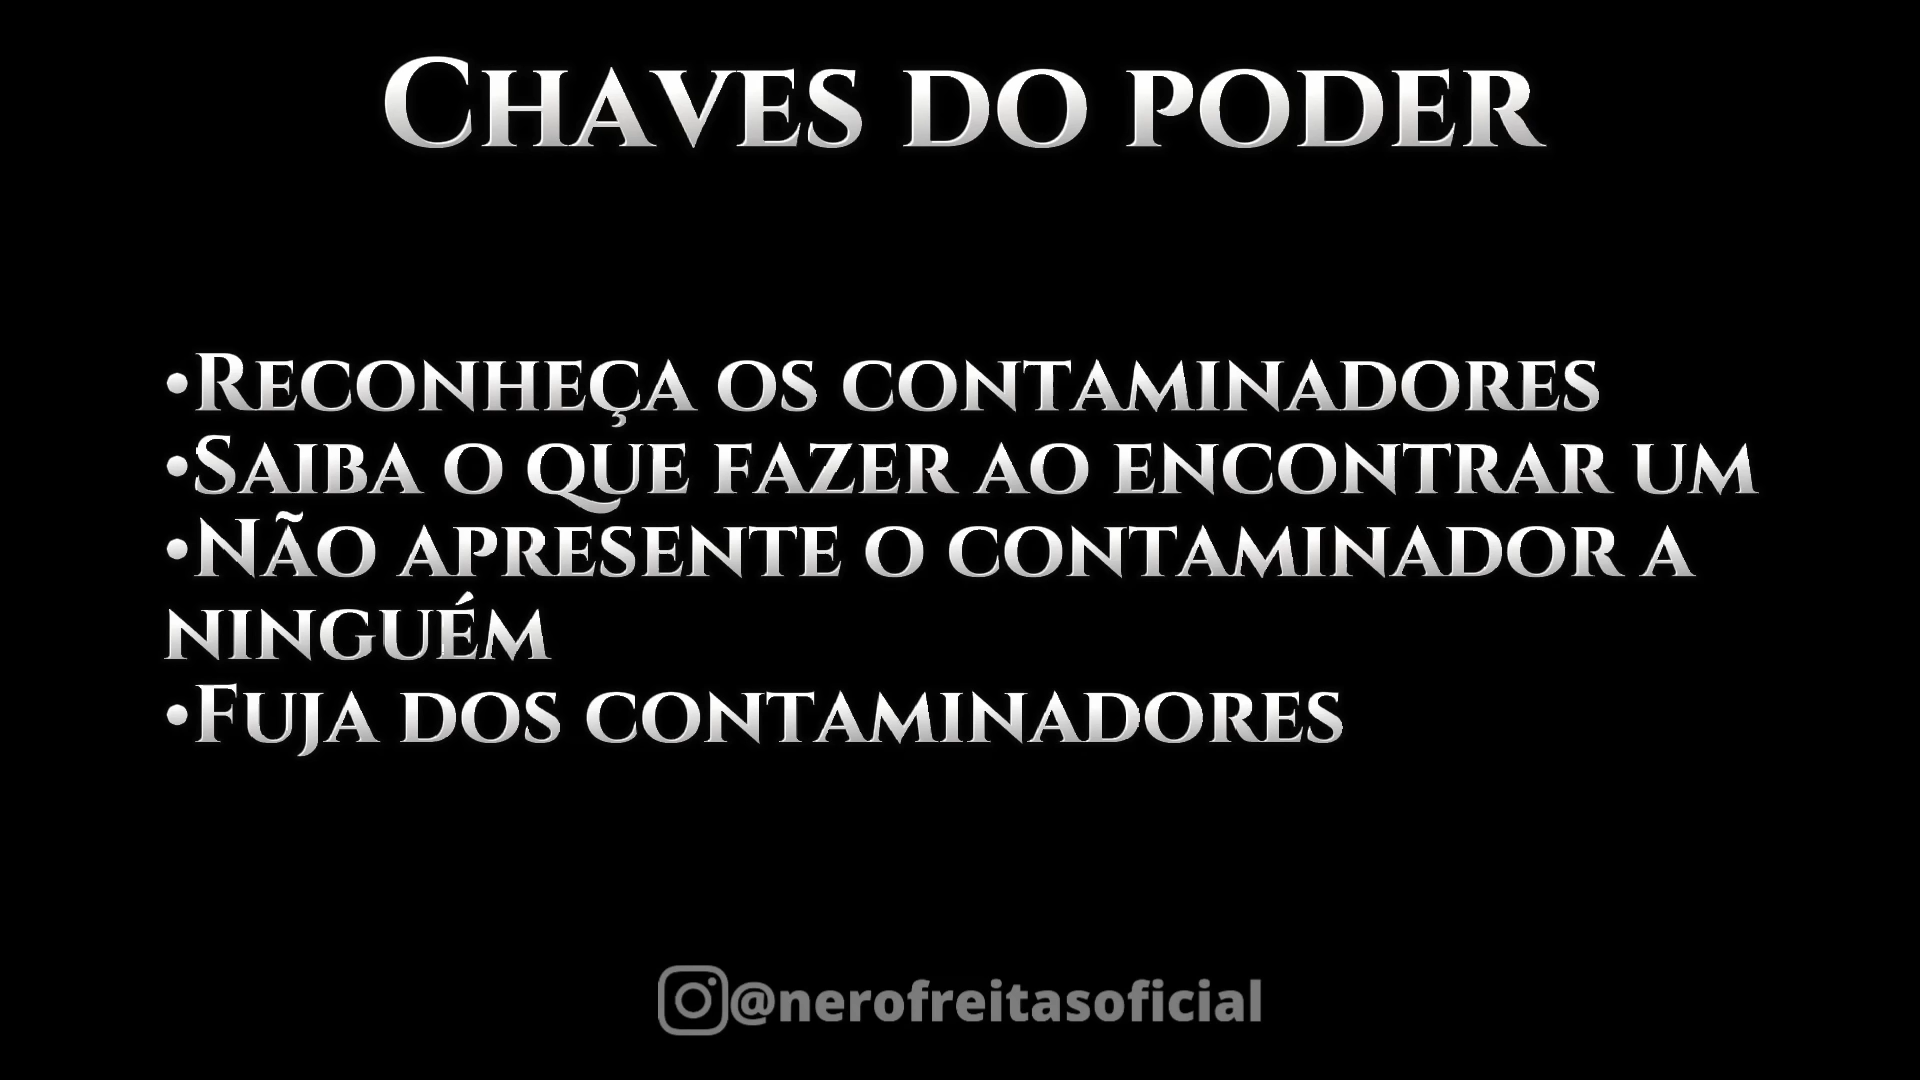 Chaves do poder
•Reconheça os contaminadores
•Saiba o que fazer ao encontrar um
•Não apresente o contaminador a
ninguém
•Fuja dos contaminadores
@nerofreitasoficial